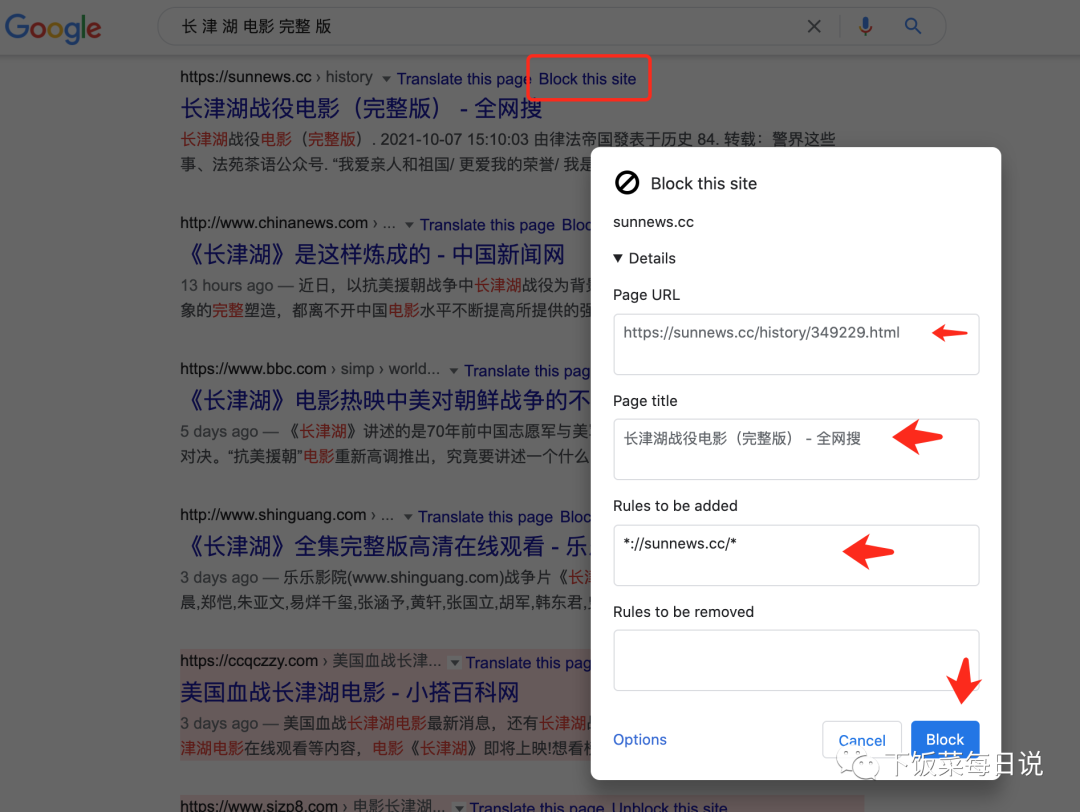 Google
长 津 湖 电影 完整 版
https://sunnews.cc › history Translate this page Block this site
长津湖战役电影（完整版） - 全网搜
长津湖战役电影（完整版）. 2021-10-07 15:10:03 由律法帝国發表于历史 84. 转载：警界这些
事、法苑茶语公众号. “我爱亲人和祖国/ 更爱我的荣誉/ 我是
http://www.chinanews.com › ... Translate this page Bloc
《长津湖》是这样炼成的 - 中国新闻网
13 hours ago — 近日，以抗美援朝战争中长津湖战役为背景
象的完整塑造，都离不开中国电影水平不断提高所提供的强
https://www.bbc.com › simp › world... Translate this pag
《长津湖》电影热映中美对朝鲜战争的不
5 days ago — 《长津湖》讲述的是70年前中国志愿军与美军
对决。“抗美援朝”电影重新高调推出，究竟要讲述一个什么
http://www.shinguang.com › ... Translate this page Bloc
《长津湖》全集完整版高清在线观看 - 乐
3 days ago — 乐乐影院(www.shinguang.com)战争片《长
晨,郑恺,朱亚文,易烊千玺,张涵予,黄轩,张国立,胡军,韩东君,
https://ccqczzy.com › 美国血战长津... Translate this pag
美国血战长津湖电影 - 小搭百科网
3 days ago — 美国血战长津湖电影最新消息，还有长津湖
津湖电影在线观看等内容，电影《长津湖》即将上映!想看
https://www.sizp8.com › 电影长津湖... Translate this page Unblock this site
Block this site
sunnews.cc
▼ Details
Page URL
https://sunnews.cc/history/349229.html
Page title
长津湖战役电影（完整版） - 全网搜
Rules to be added
*://sunnews.cc/*
Rules to be removed
Options Cancel Block
下饭菜每日说